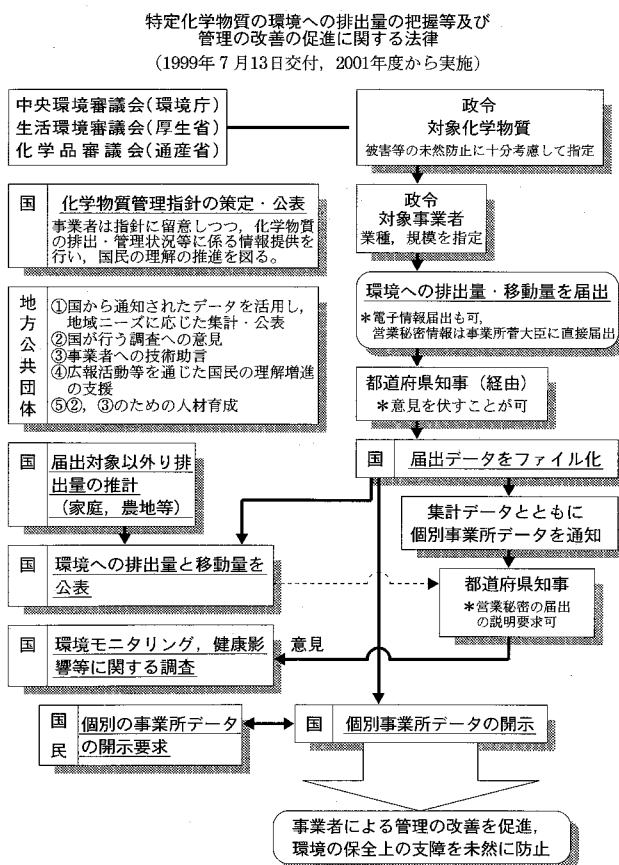 特定化学物質の環境への排出量の把握等及び
管理の改善の促進に関する法律
(1999年7月13日交付，2001年度から実施)
中央環境審議会(環境庁)
生活環境審議会(厚生省)
化学品審議会(通産省)
政令
対象化学物質
被害等の未然防止に十分考慮して指定
国 化学物質管理指針の策定・公表
事業者は指針に留意しつつ，化学物質
の排出・管理状況等に係る情報提供を
行い，国民の理解の推進を図る。
政令
対象事業者
業種，規模を指定
環境への排出量・移動量を届出
＊電子情報届出も可，
営業秘密情報は事業所菅大臣に直接届出
地方公共団体
①国から通知されたデータを活用し，
地域ニーズに応じた集計・公表
②国が行う調査への意見
③事業者への技術助言
④広報活動等を通じた国民の理解増進
の支援
⑤②，③のための人材育成
都道府県知事（経由）
＊意見を伏すことが可
国 届出データをファイル化
国 届出対象以外り排
出量の推計
（家庭，農地等）
集計データとともに
個別事業所データを通知
国 環境への排出量と移動量を
公表
都道府県知事
＊営業秘密の届出
の説明要求可
国 環境モニタリング，健康影
響等に関する調査
意見
国民 個別の事業所データ
の開示要求
国 個別事業所データの開示
事業者による管理の改善を促進，
環境の保全上の支障を未然に防止